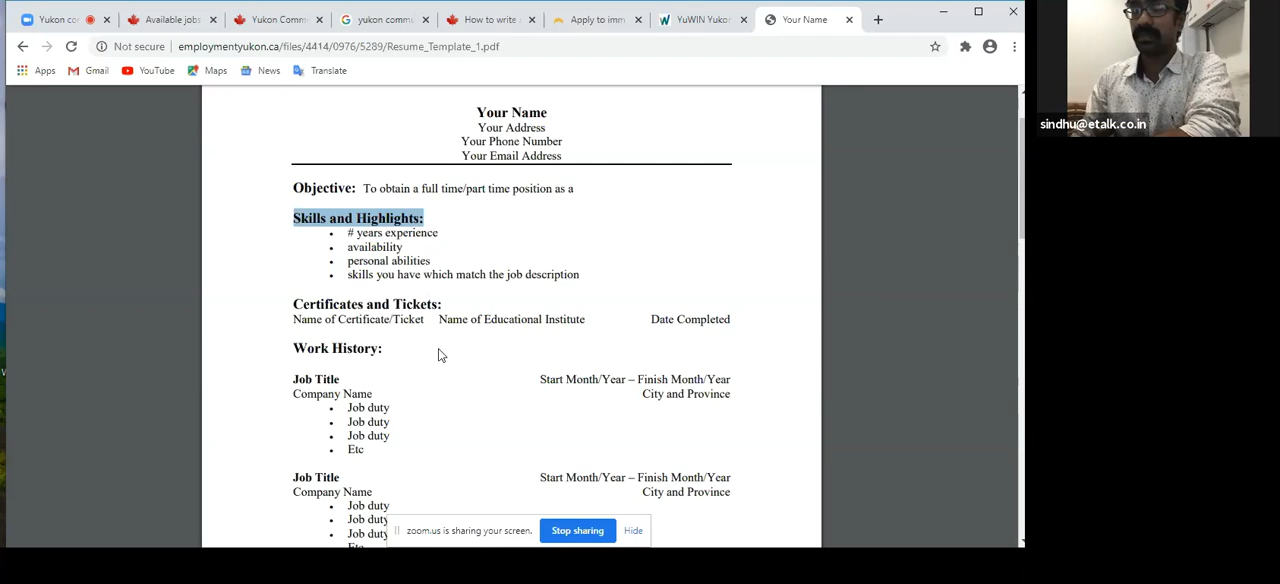 Yukon co
Available jobs
Yukon Comm
yukon commu
How to write a
Apply to imm
YuWIN Yukon
Your Name
Not secure
employmentyukon.ca/files/4414/0976/5289/Resume_Template_1.pdf
Apps
Gmail
YouTube
Maps
News
Translate
Your Name
Your Address
Your Phone Number
Your Email Address
Objective: To obtain a full time/part time position as a
Skills and Highlights:
• # years experience
• availability
• personal abilities
• skills you have which match the job description
Certificates and Tickets:
Name of Certificate/Ticket Name of Educational Institute Date Completed
Work History:
Job Title Start Month/Year – Finish Month/Year
Company Name City and Province
• Job duty
• Job duty
• Job duty
• Etc
Job Title Start Month/Year – Finish Month/Year
Company Name City and Province
• Job duty
• Job duty
• Job duty
Etc
zoom.us is sharing your screen. Stop sharing Hide
sindhu@etalk.co.in